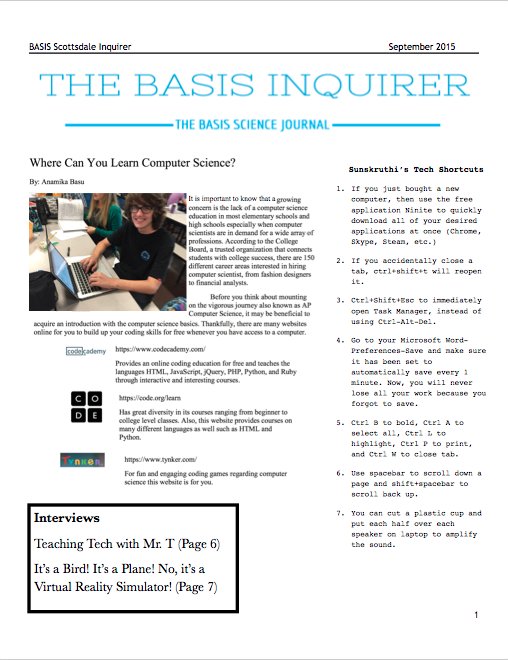 BASIS Scottsdale Inquirer
September 2015
THE BASIS INQUIRER
THE BASIS SCIENCE JOURNAL
Where Can You Learn Computer Science?
By: Anamika Basu
It is important to know that a growing
concern is the lack of a computer science
education in most elementary schools and
high schools especially when computer
scientists are in demand for a wide array of
professions. According to the College
Board, a trusted organization that connects
students with college success, there are 150
different career areas interested in hiring
computer scientist, from fashion designers
to financial analysts.
Before you think about mounting
on the vigorous journey also known as AP
Computer Science, it may be beneficial to
acquire an introduction with the computer science basics. Thankfully, there are many websites
online for you to build up your coding skills for free whenever you have access to a computer.
codecademy
https://www.codecademy.com/
Provides an online coding education for free and teaches the
languages HTML, JavaScript, jQuery, PHP, Python, and Ruby
through interactive and interesting courses.
C O
D E
https://code.org/learn
Has great diversity in its courses ranging from beginner to
college level classes. Also, this website provides courses on
many different languages as well such as HTML and
Python.
Tynker
https://www.tynker.com/
For fun and engaging coding games regarding computer
science this website is for you.
Interviews
Teaching Tech with Mr. T (Page 6)
It's a Bird! It's a Plane! No, it's a
Virtual Reality Simulator! (Page 7)
Sunskruthi's Tech Shortcuts
1. If you just bought a new
computer, then use the free
application Ninite to quickly
download all of your desired
applications at once (Chrome,
Skype, Steam, etc.)
2. If you accidentally close a
tab, ctrl+shift+t will reopen
it.
3. Ctrl+Shift+Esc to immediately
open Task Manager, instead of
using Ctrl-Alt-Del.
4. Go to your Microsoft Word-
Preferences-Save and make sure
it has been set to
automatically save every 1
minute. Now, you will never
lose all your work because you
forgot to save.
5. Ctrl B to bold, Ctrl A to
select all, Ctrl L to
highlight, Ctrl P to print,
and Ctrl W to close tab.
6. Use spacebar to scroll down a
page and shift+spacebar to
scroll back up.
7. You can cut a plastic cup and
put each half over each
speaker on laptop to amplify
the sound.
1